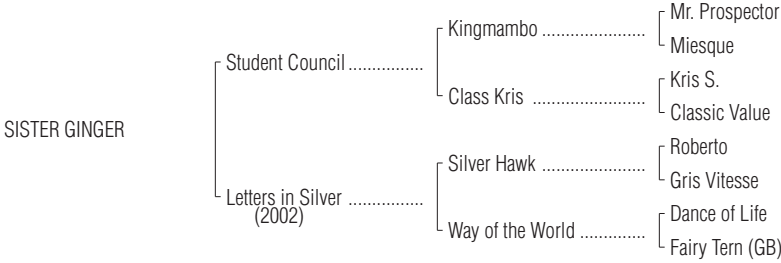 Mr. Prospector
Kingmambo ......................
Miesque
Student Council ................
Kris S.
Class Kris ........................
Classic Value
SISTER GINGER
Roberto
Silver Hawk ......................
Gris Vitesse
Letters in Silver ................
(2002)
Dance of Life
Way of the World ..............
Fairy Tern (GB)